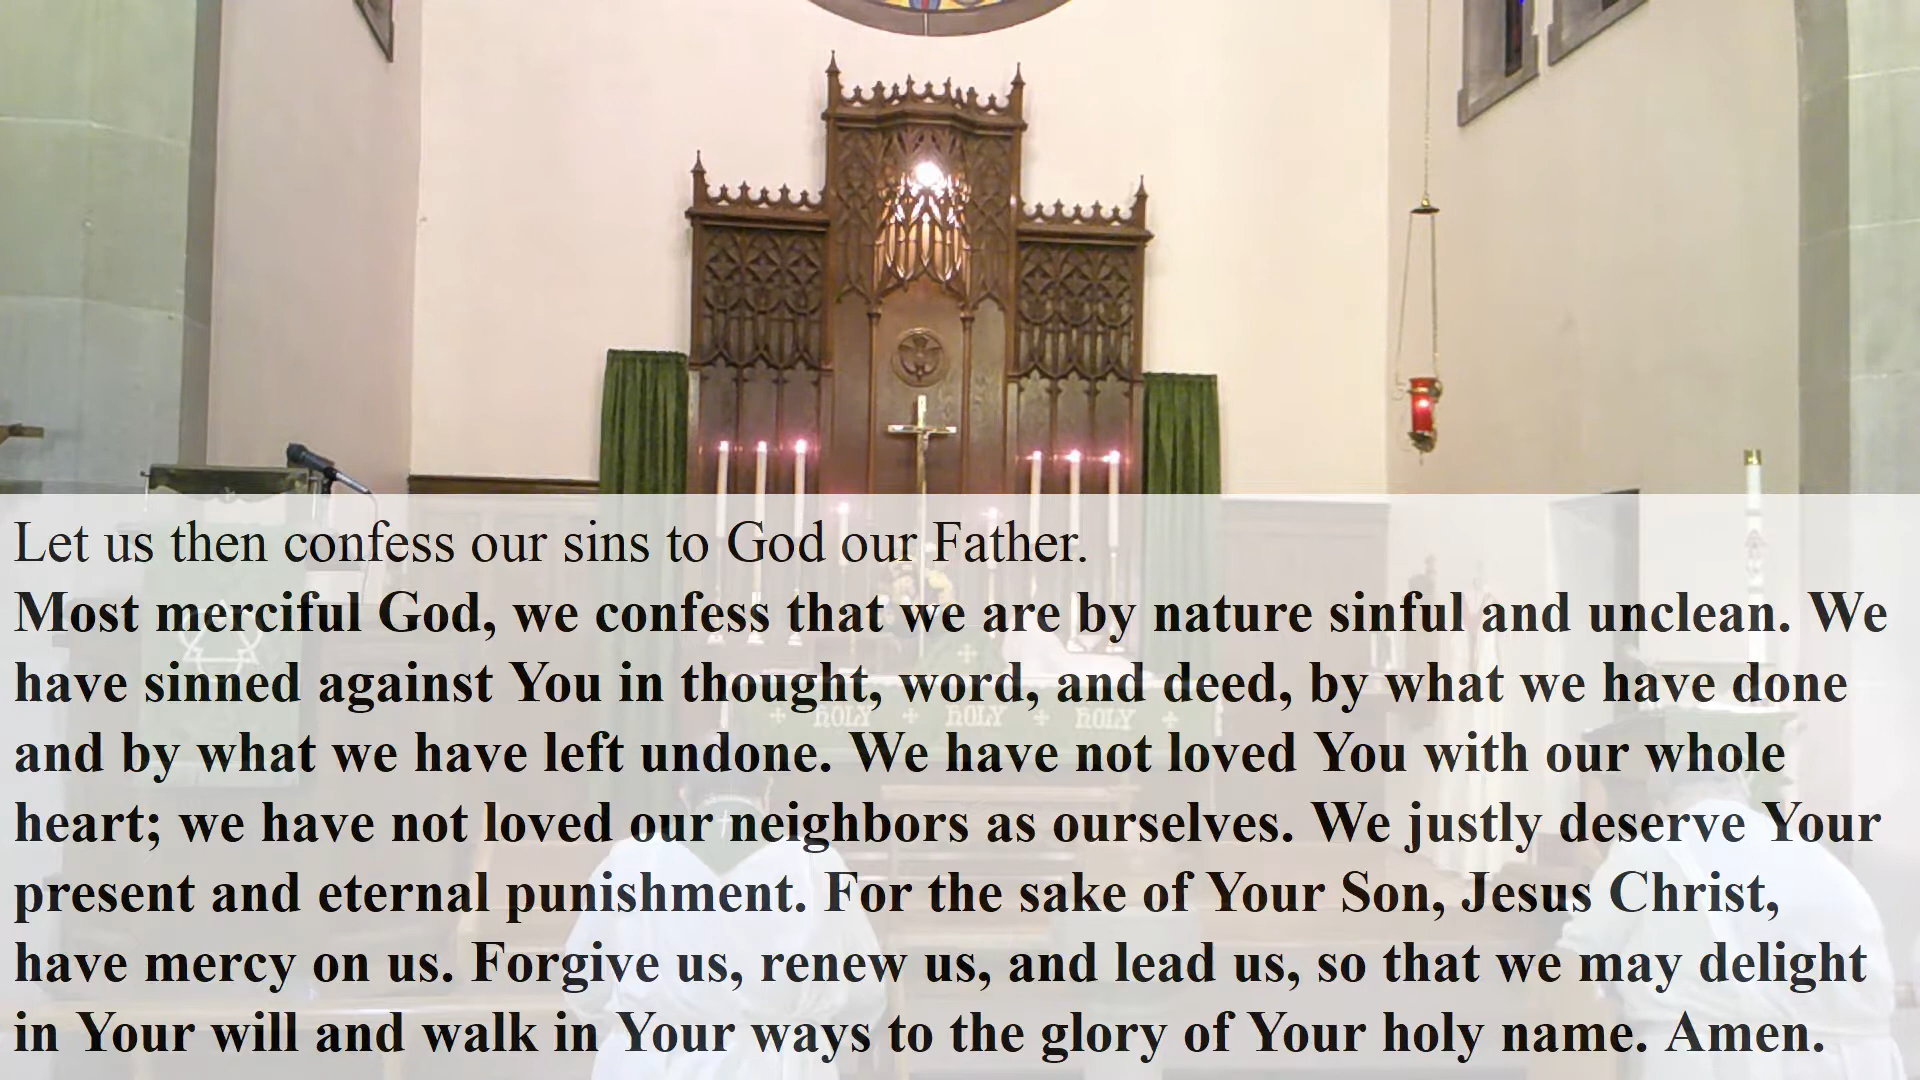 Let us then confess our sins to God our Father.
Most merciful God, we confess that we are by nature sinful and unclean. We
have sinned against You in thought, word, and deed, by what we have done
and by what we have left undone. We have not loved You with our whole
heart; we have not loved our neighbors as ourselves. We justly deserve Your
present and eternal punishment. For the sake of Your Son, Jesus Christ,
have mercy on us. Forgive us, renew us, and lead us, so that we may delight
in Your will and walk in Your ways to the glory of Your holy name. Amen.
HOLY HOLY HOLY